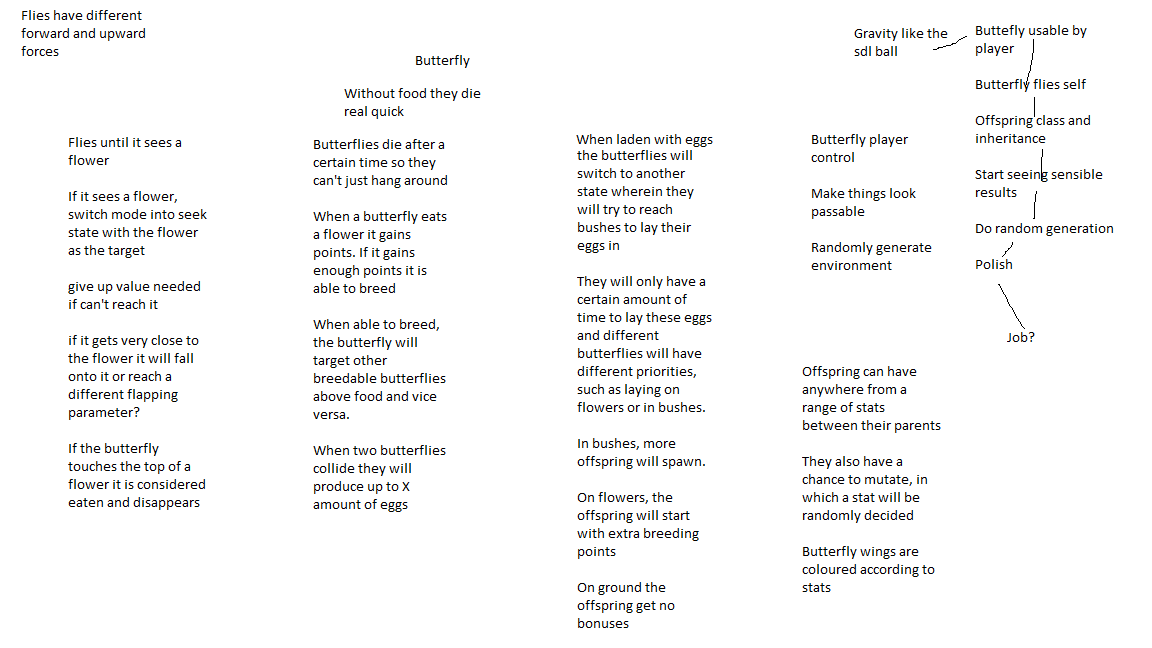 Flies have different
forward and upward
forces
Butterfly
Without food they die
real quick
Flies until it sees a
flower
If it sees a flower,
switch mode into seek
state with the flower
as the target
give up value needed
if can't reach it
if it gets very close to
the flower it will fall
onto it or reach a
different flapping
parameter?
If the butterfly
touches the top of a
flower it is considered
eaten and disappears
Butterflies die after a
certain time so they
can't just hang around
When a butterfly eats
a flower it gains
points. If it gains
enough points it is
able to breed
When able to breed,
the butterfly will
target other
breedable butterflies
above food and vice
versa.
When two butterflies
collide they will
produce up to X
amount of eggs
When laden with eggs
the butterflies will
switch to another
state wherein they
will try to reach
bushes to lay their
eggs in
They will only have a
certain amount of
time to lay these eggs
and different
butterflies will have
different priorities,
such as laying on
flowers or in bushes.
In bushes, more
offspring will spawn.
On flowers, the
offspring will start
with extra breeding
points
On ground the
offspring get no
bonuses
Gravity like the
sdl ball
Butterfly player
control
Make things look
passable
Randomly generate
environment
Buttefly usable by
player
Butterfly flies self
Offspring class and
inheritance
Start seeing sensible
results
Do random generation
Polish
Job?
Offspring can have
anywhere from a
range of stats
between their parents
They also have a
chance to mutate, in
which a stat will be
randomly decided
Butterfly wings are
coloured according to
stats